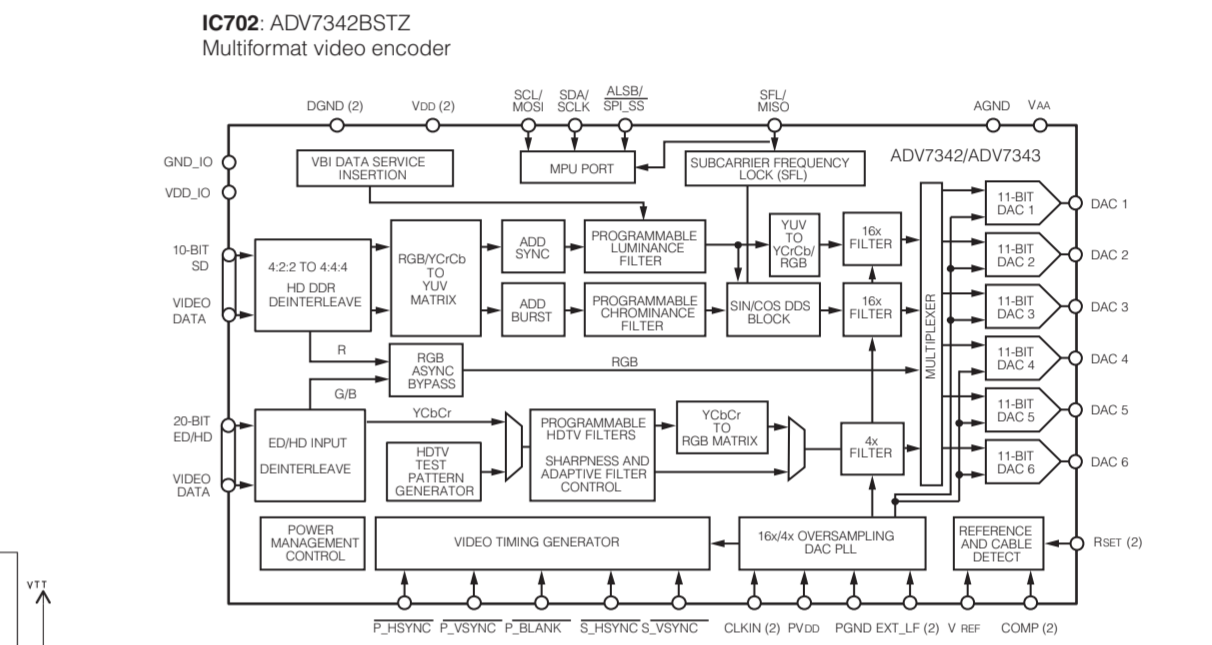 IC702: ADV7342BSTZ
Multiformat video encoder
DGND (2)
VDD (2)
SCL/
MOSI
SDA/
SCLK
ALSB/
SPI_SS
SFL/
MISO
AGND
VAA
GND_IO
VDD_IO
VBI DATA SERVICE
INSERTION
MPU PORT
SUBCARRIER FREQUENCY
LOCK (SFL)
ADV7342/ADV7343
10-BIT
SD
VIDEO
DATA
4:2:2 TO 4:4:4
HD DDR
DEINTERLEAVE
RGB/YCrCb
TO
YUV
MATRIX
ADD
SYNC
PROGRAMMABLE
LUMINANCE
FILTER
YUV
TO
YCrCb/
RGB
16x
FILTER
ADD
BURST
PROGRAMMABLE
CHROMINANCE
FILTER
SIN/COS DDS
BLOCK
16x
FILTER
MULTIPLEXER
11-BIT
DAC 1
DAC 1
11-BIT
DAC 2
DAC 2
11-BIT
DAC 3
DAC 3
11-BIT
DAC 4
DAC 4
11-BIT
DAC 5
DAC 5
11-BIT
DAC 6
DAC 6
R
G/B
RGB
ASYNC
BYPASS
RGB
20-BIT
ED/HD
VIDEO
DATA
ED/HD INPUT
DEINTERLEAVE
YCbCr
HDTV
TEST
PATTERN
GENERATOR
PROGRAMMABLE
HDTV FILTERS
SHARPNESS AND
ADAPTIVE FILTER
CONTROL
YCbCr
TO
RGB MATRIX
4x
FILTER
POWER
MANAGEMENT
CONTROL
VIDEO TIMING GENERATOR
16x/4x OVERSAMPLING
DAC PLL
REFERENCE
AND CABLE
DETECT
RSET (2)
P_HSYNC P_VSYNC P_BLANK S_HSYNC S_VSYNC CLKIN (2) PVDD PGND EXT_LF (2) V REF COMP (2)
VTT